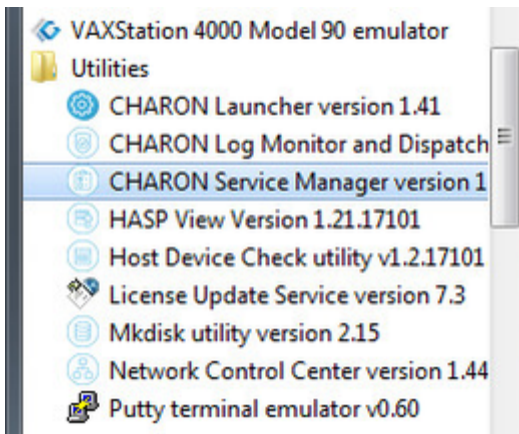 VAXStation 4000 Model 90 emulator
Utilities
CHARON Launcher version 1.41
CHARON Log Monitor and Dispatch
CHARON Service Manager version 1
HASP View Version 1.21.17101
Host Device Check utility v1.2.17101
License Update Service version 7.3
Mkdisk utility version 2.15
Network Control Center version 1.44
Putty terminal emulator v0.60